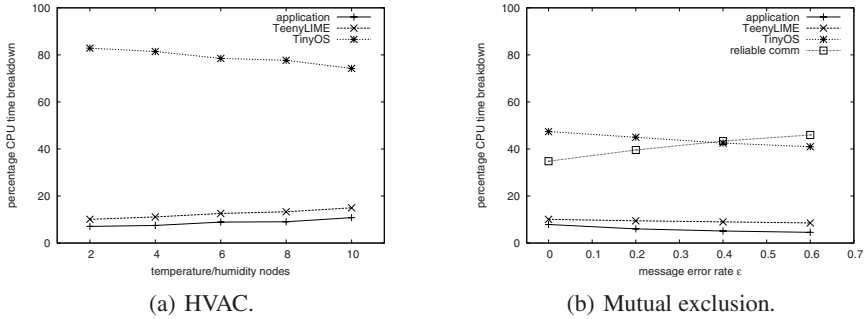 percentage CPU time breakdown
100
80
60
40
20
0
application
TeenyLIME
TinyOS
2 4 6 8 10
temperature/humidity nodes
(a) HVAC.
percentage CPU time breakdown
100
80
60
40
20
0
application
TeenyLIME
TinyOS
reliable comm
0 0.1 0.2 0.3 0.4 0.5 0.6 0.7
message error rate ε
(b) Mutual exclusion.